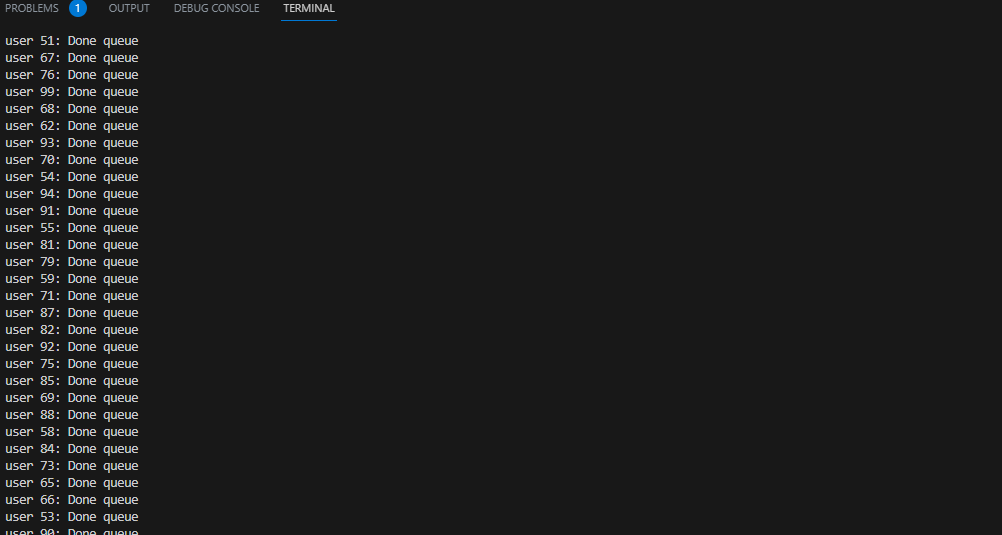 PROBLEMS 1 OUTPUT DEBUG CONSOLE TERMINAL
user 51: Done queue
user 67: Done queue
user 76: Done queue
user 99: Done queue
user 68: Done queue
user 62: Done queue
user 93: Done queue
user 70: Done queue
user 54: Done queue
user 94: Done queue
user 91: Done queue
user 55: Done queue
user 81: Done queue
user 79: Done queue
user 59: Done queue
user 71: Done queue
user 87: Done queue
user 82: Done queue
user 92: Done queue
user 75: Done queue
user 85: Done queue
user 69: Done queue
user 88: Done queue
user 58: Done queue
user 84: Done queue
user 73: Done queue
user 65: Done queue
user 66: Done queue
user 53: Done queue
user 90: Done queue